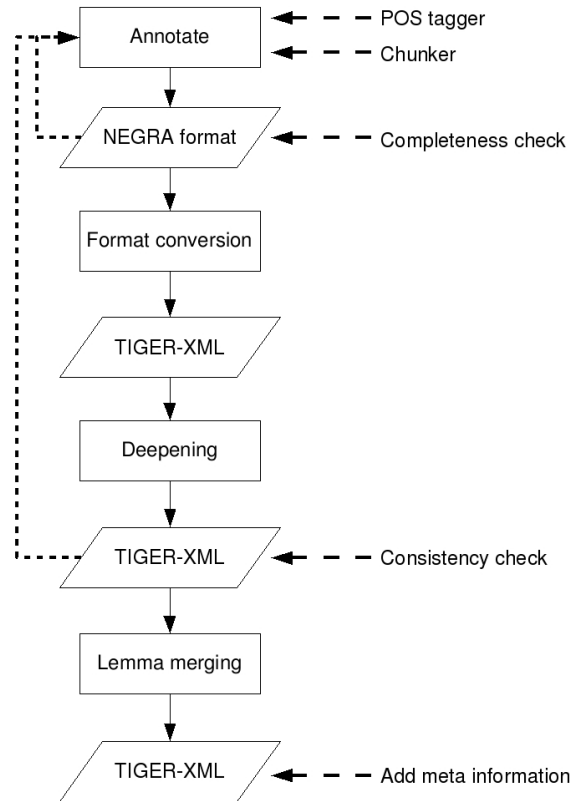 POS tagger
Annotate
Chunker
NEGRA format
Completeness check
Format conversion
TIGER-XML
Deepening
TIGER-XML
Consistency check
Lemma merging
TIGER-XML
Add meta information